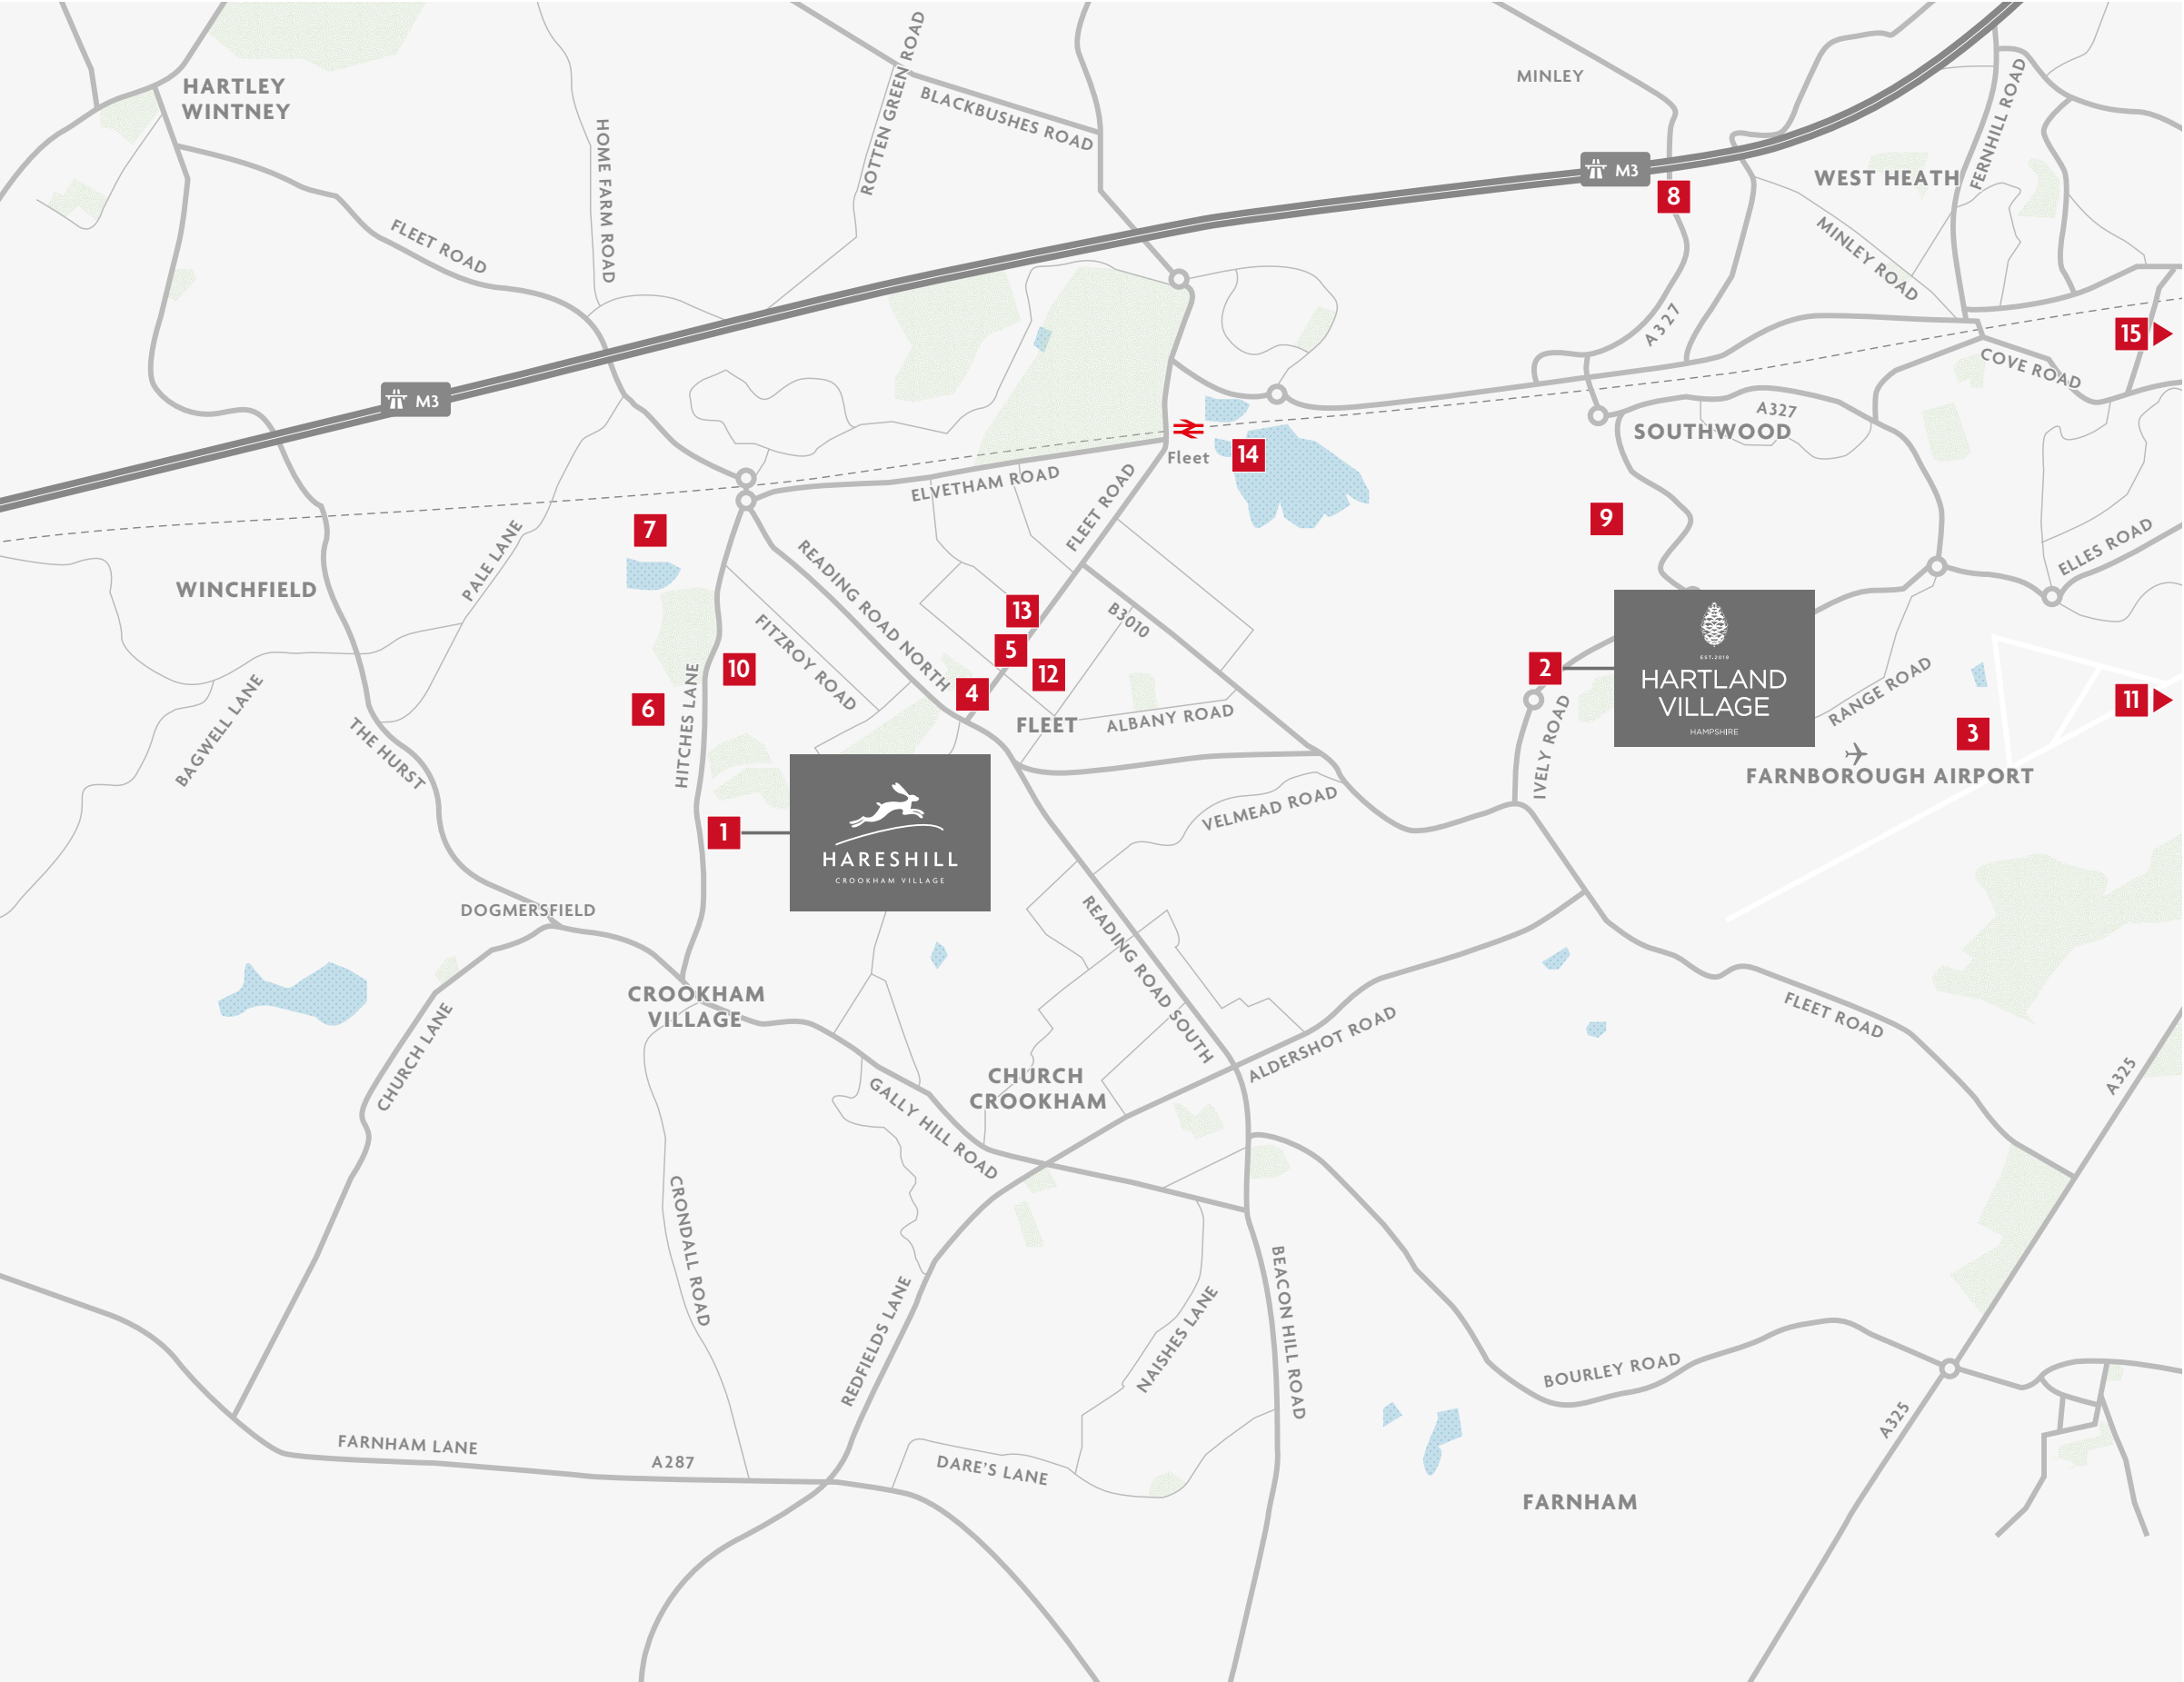 HARTLEY
WINTNEY
HOME FARM ROAD
ROTTEN GREEN ROAD
BLACKBUSHES ROAD
MINLEY
M3
8
WEST HEATH
FERNHILL ROAD
MINLEY ROAD
FLEET ROAD
A327
15
COVE ROAD
M3
Fleet
14
A327
SOUTHWOOD
ELVETHAM ROAD
FLEET ROAD
7
9
PALE LANE
READING ROAD NORTH
ELLES ROAD
WINCHFIELD
13
B3010
FITZROY ROAD
5
12
10
4
2
EST.2019
HARTLAND
VILLAGE
HAMPSHIRE
RANGE ROAD
11
3
6
HITCHES LANE
BAGWELL LANE
THE HURST
FLEET
ALBANY ROAD
IVELY ROAD
FARNBOROUGH AIRPORT
1
HARESHILL
CROOKHAM VILLAGE
VELMEAD ROAD
DOGMERSFIELD
READING ROAD SOUTH
CROOKHAM
VILLAGE
FLEET ROAD
CHURCH LANE
ALDERSHOT ROAD
A325
CHURCH
CROOKHAM
GALLY HILL ROAD
CRONDALL ROAD
REDFIELDS LANE
NAISHES LANE
BEACON HILL ROAD
BOURLEY ROAD
A325
FARNHAM LANE
A287
DARE'S LANE
FARNHAM